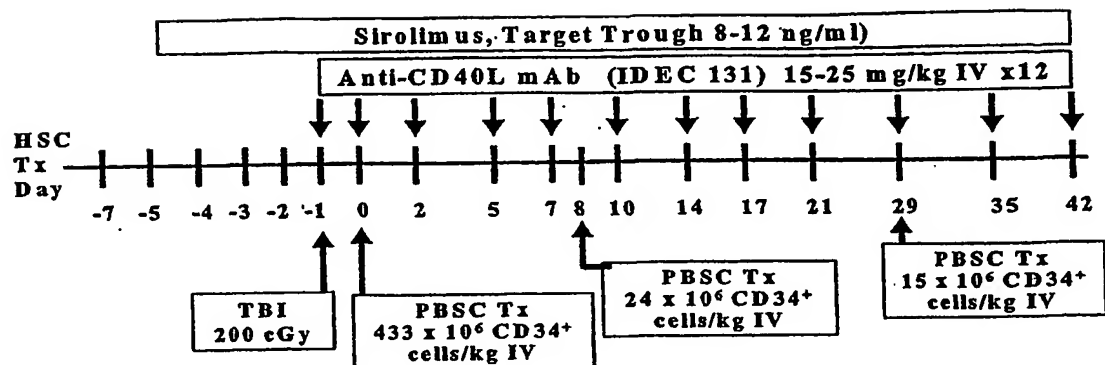 Sirolimus, Target Trough 8-12 ng/ml)
Anti-CD40L mAb (IDEC 131) 15-25 mg/kg IV x12
HSC
Tx
Day
-7 -5 -4 -3 -2 -1 0 2 5 7 8 10 14 17 21 29 35 42
TBI
200 cGy
PBSC Tx
433 x 10⁶ CD34⁺
cells/kg IV
PBSC Tx
24 x 10⁶ CD34⁺
cells/kg IV
PBSC Tx
15 x 10⁶ CD34⁺
cells/kg IV